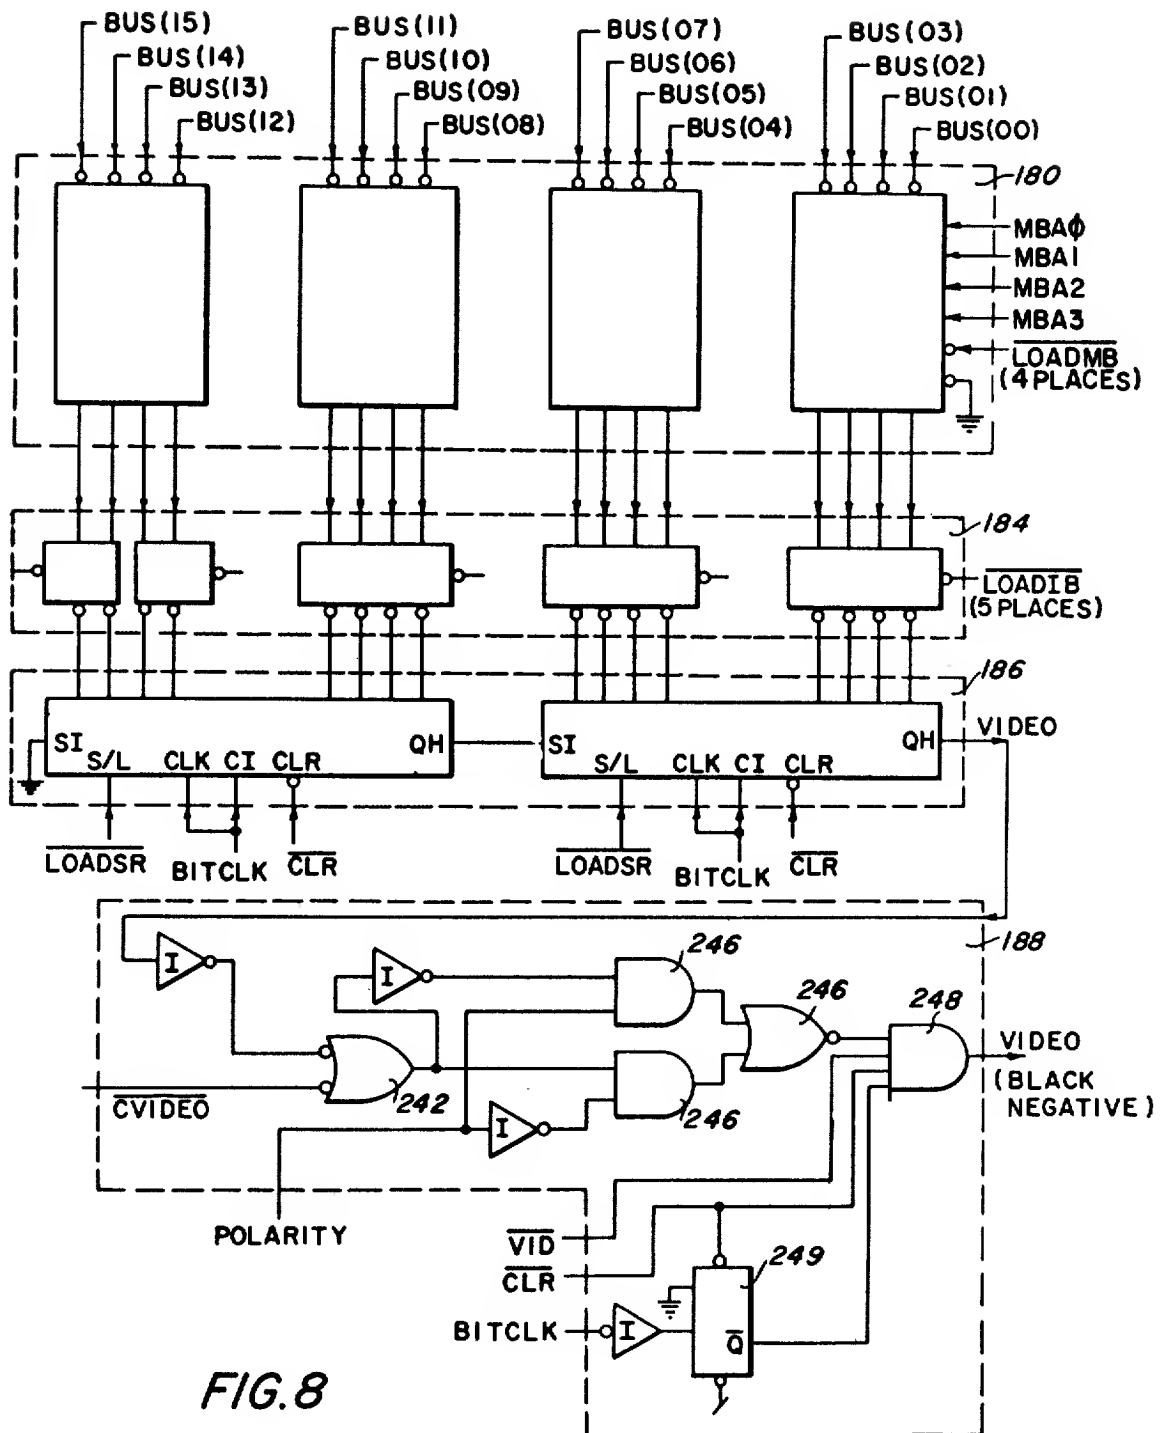 BUS(15)
BUS(14)
BUS(13)
BUS(12)
BUS(11)
BUS(10)
BUS(09)
BUS(08)
BUS(07)
BUS(06)
BUS(05)
BUS(04)
BUS(03)
BUS(02)
BUS(01)
BUS(00)
180
MBAϕ
MBA1
MBA2
MBA3
LOADMB
(4 PLACES)
184
LOADIB
(5 PLACES)
186
SI
S/L
CLK
CI
CLR
QH
SI
S/L
CLK
CI
CLR
QH
VIDEO
LOADSR
BITCLK
CLR
LOADSR
BITCLK
CLR
188
I
I
246
246
248
VIDEO
(BLACK
NEGATIVE)
242
CVIDEO
I
246
POLARITY
VID
CLR
249
BITCLK
I
Q
FIG.8